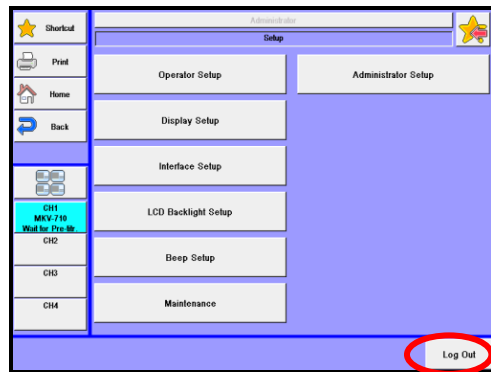 Shortcut
Administrator
Setup
Print
Home
Back
Operator Setup
Administrator Setup
Display Setup
Interface Setup
LCD Backlight Setup
Beep Setup
Maintenance
CH1
MKV-710
Wait for Pre-titr.
CH2
CH3
CH4
Log Out